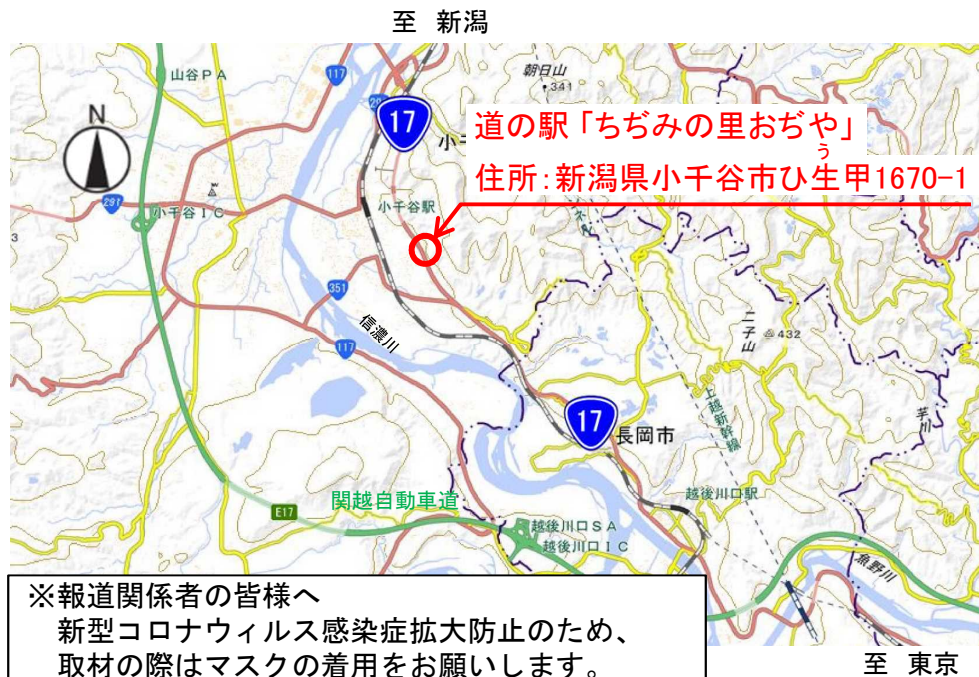 至 新潟
山谷PA
117
朝日山
・341
17
道の駅「ちぢみの里おぢや」
う
住所:新潟県小千谷市ひ生甲1670-1
N
291
小千谷IC
小千谷駅
351
信濃川
117
二子山
432
上越新幹線
芋川
17
長岡市
越後川口駅
関越自動車道
E17
越後川口SA
越後川口IC
魚野川
※報道関係者の皆様へ
新型コロナウィルス感染症拡大防止のため、
取材の際はマスクの着用をお願いします。
至 東京